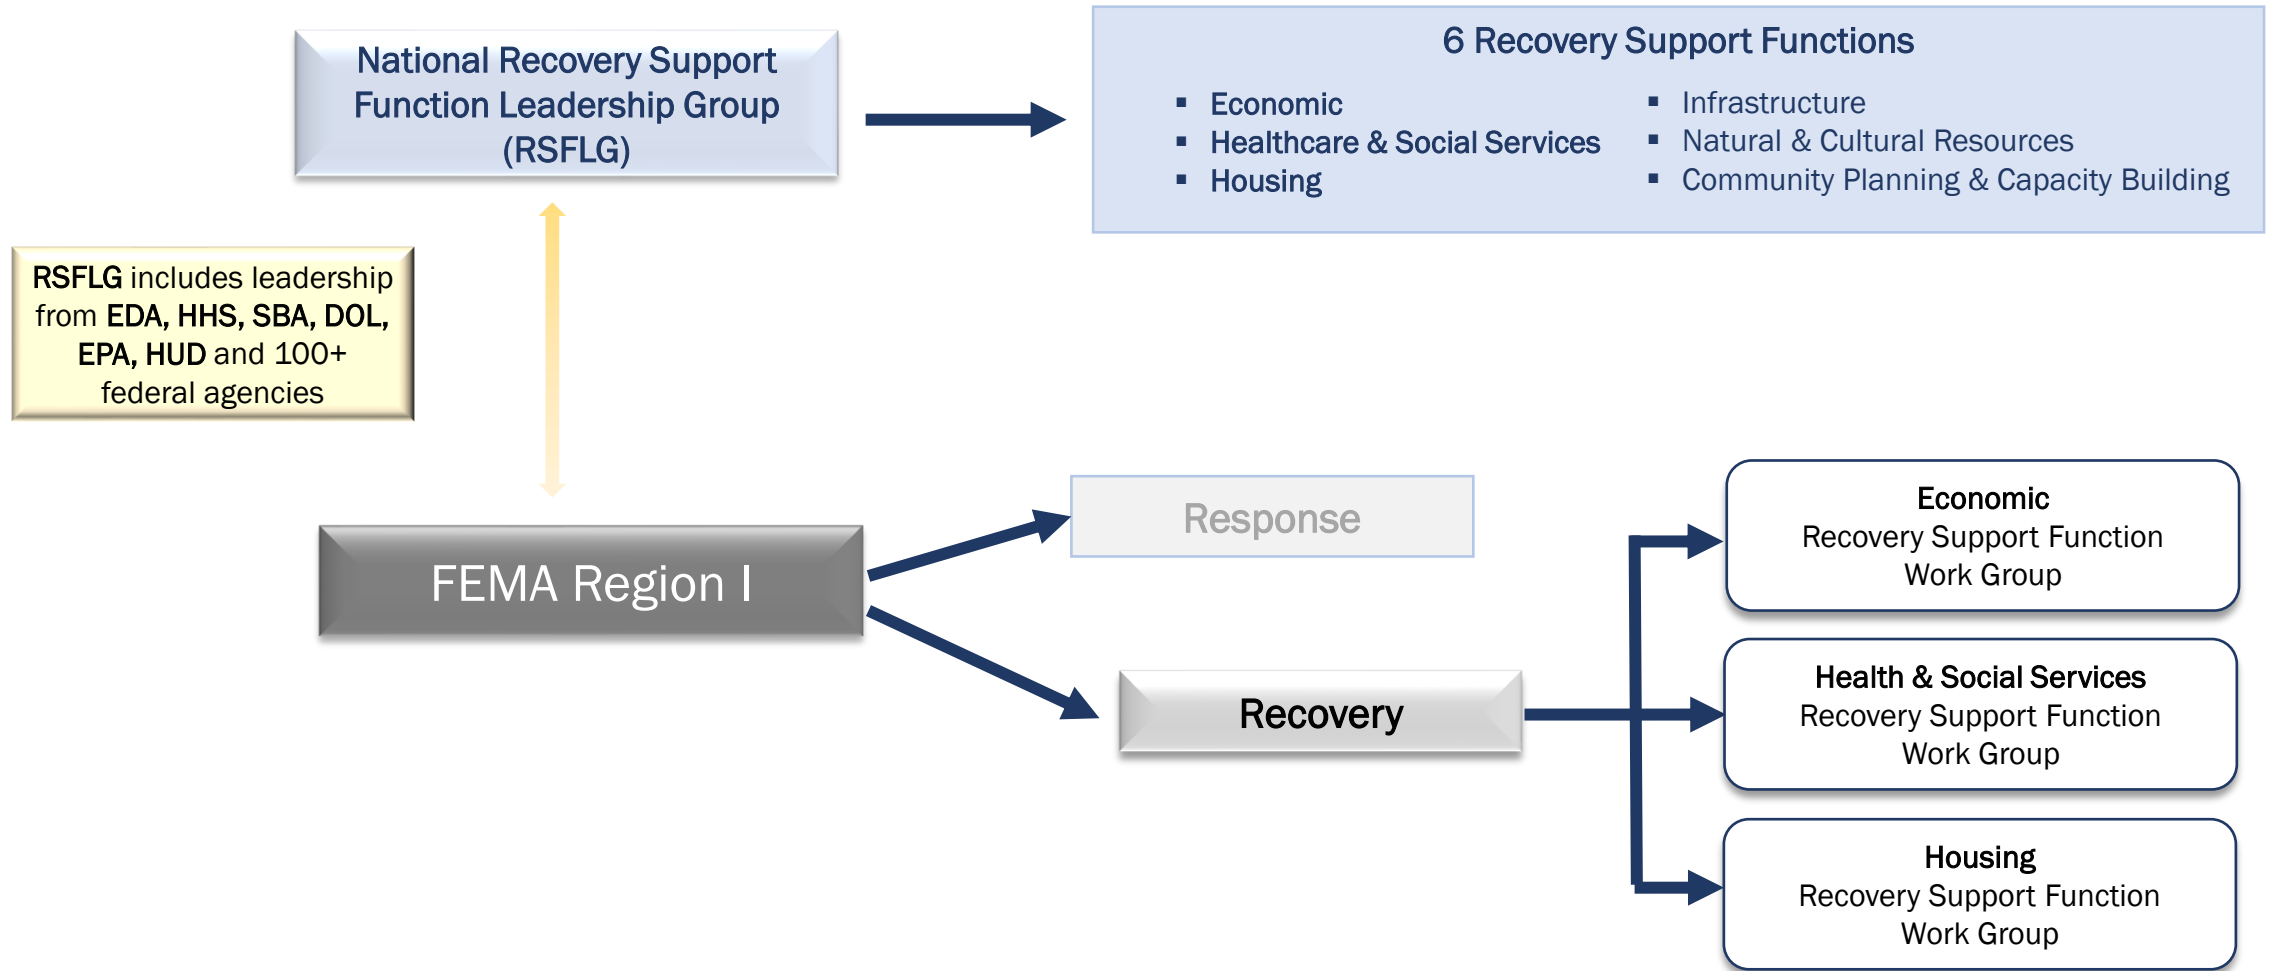 National Recovery Support
Function Leadership Group
(RSFLG)
6 Recovery Support Functions
▪ Economic
▪ Healthcare & Social Services
▪ Housing
▪ Infrastructure
▪ Natural & Cultural Resources
▪ Community Planning & Capacity Building
RSFLG includes leadership
from EDA, HHS, SBA, DOL,
EPA, HUD and 100+
federal agencies
FEMA Region I
Response
Recovery
Economic
Recovery Support Function
Work Group
Health & Social Services
Recovery Support Function
Work Group
Housing
Recovery Support Function
Work Group